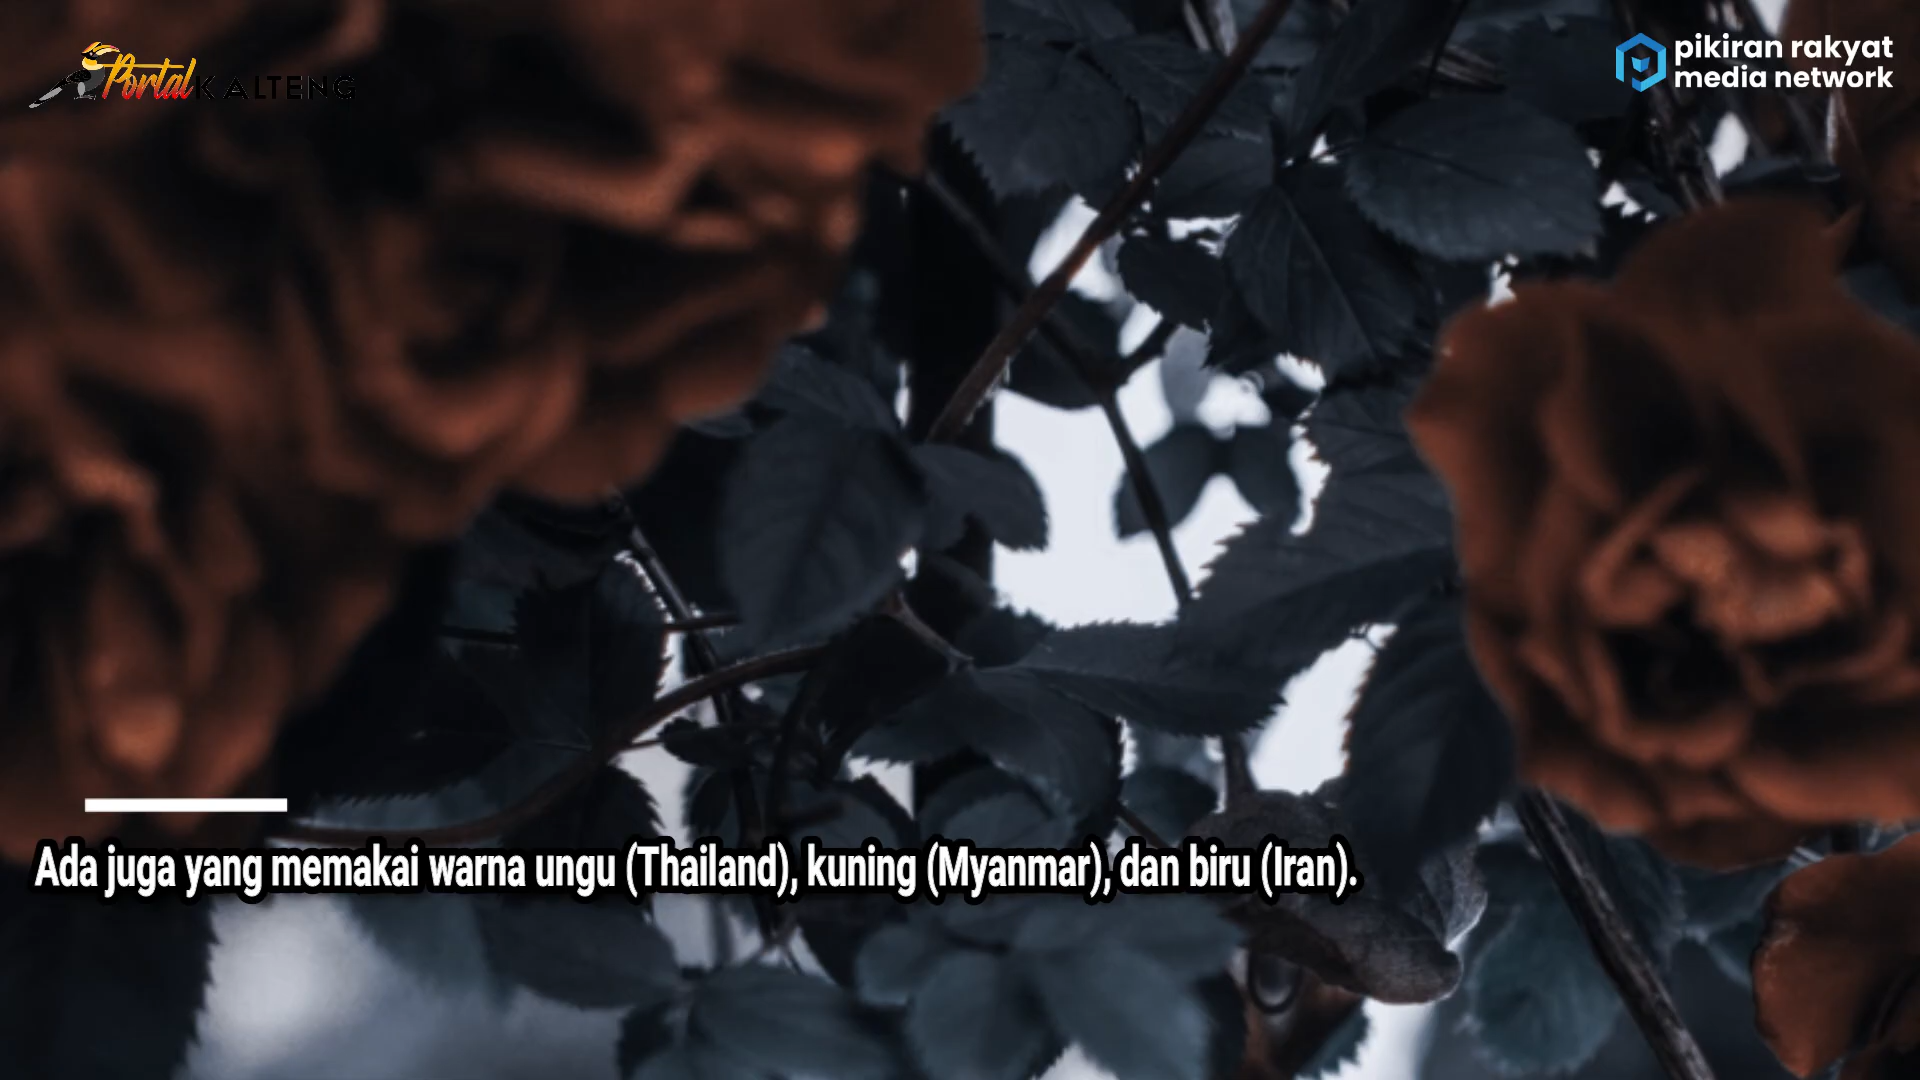 Portal KALTENG
pikiran rakyat
media network
Ada juga yang memakai warna ungu (Thailand), kuning (Myanmar), dan biru (Iran).